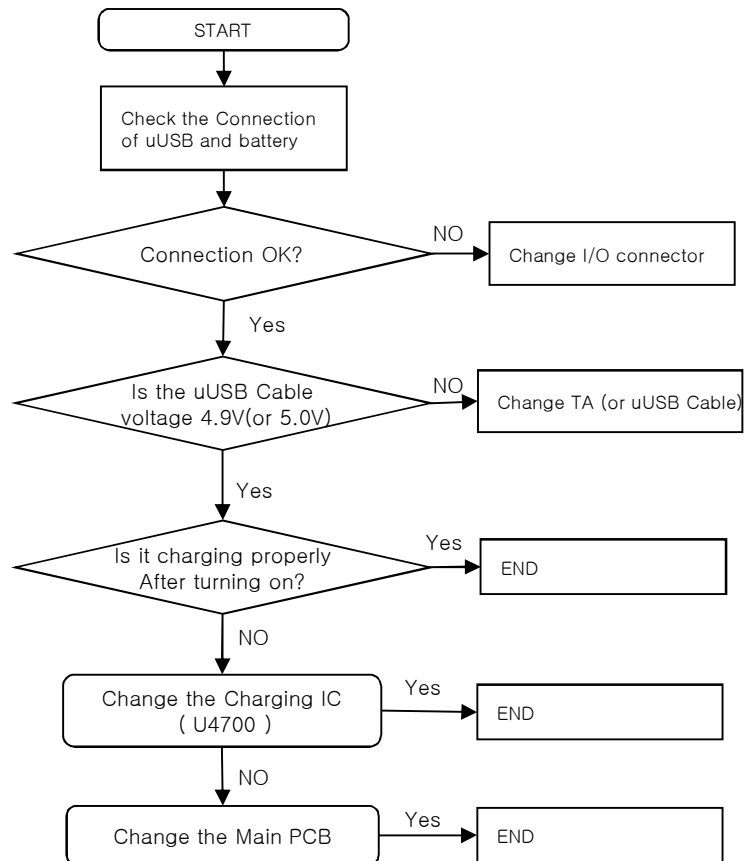 START
Check the Connection
of uUSB and battery
Connection OK?
NO
Change I/O connector
Yes
Is the uUSB Cable
voltage 4.9V(or 5.0V)
NO
Change TA (or uUSB Cable)
Yes
Is it charging properly
After turning on?
Yes
END
NO
Change the Charging IC
( U4700 )
Yes
END
NO
Change the Main PCB
Yes
END